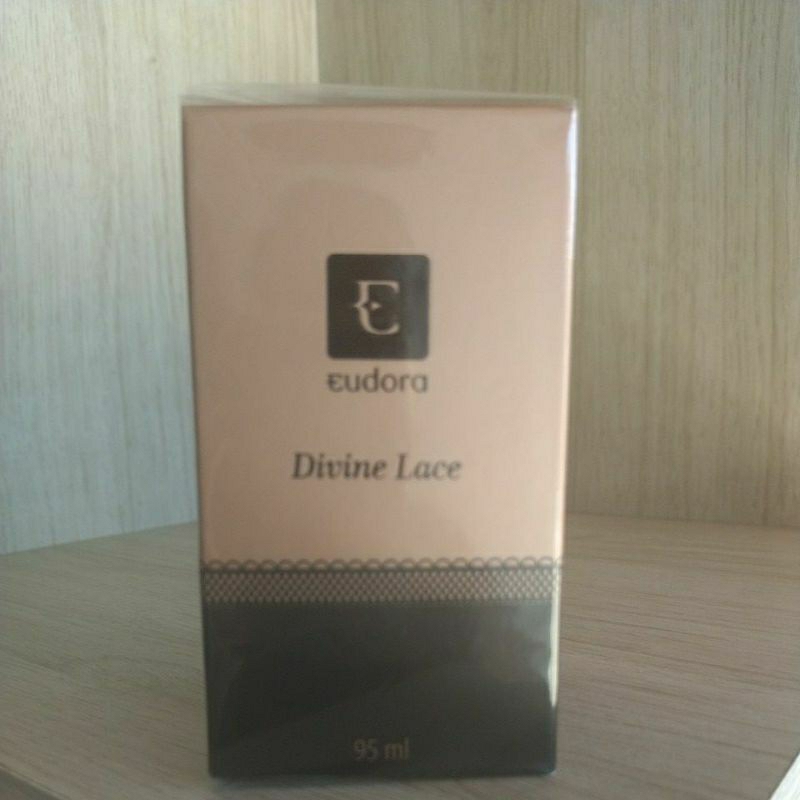 E
eudora
Divine Lace
95 ml